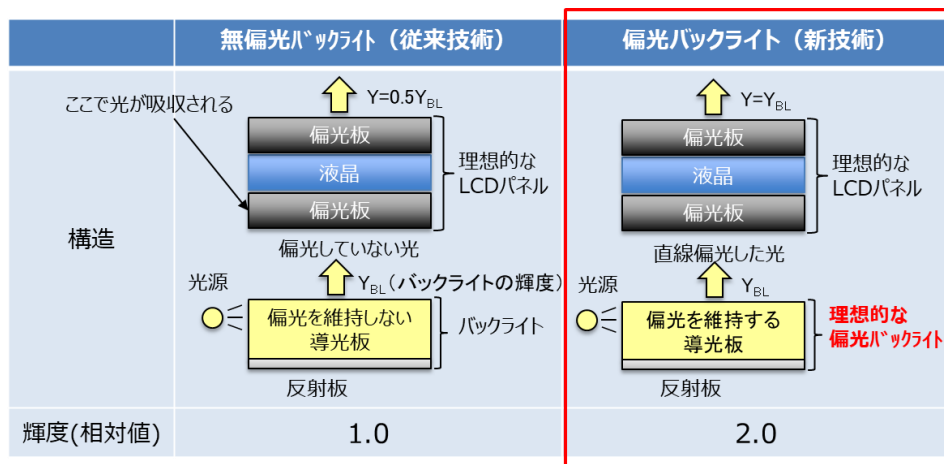 無偏光バックライト（従来技術）
偏光バックライト（新技術）
構造
ここで光が吸収される
Y=0.5Y_BL
偏光板
液晶
偏光板
理想的な
LCDパネル
偏光していない光
光源
Y_BL（バックライトの輝度）
偏光を維持しない
導光板
バックライト
反射板
Y=Y_BL
偏光板
液晶
偏光板
理想的な
LCDパネル
直線偏光した光
光源
Y_BL
偏光を維持する
導光板
理想的な
偏光バックライト
反射板
輝度(相対値)
1.0
2.0